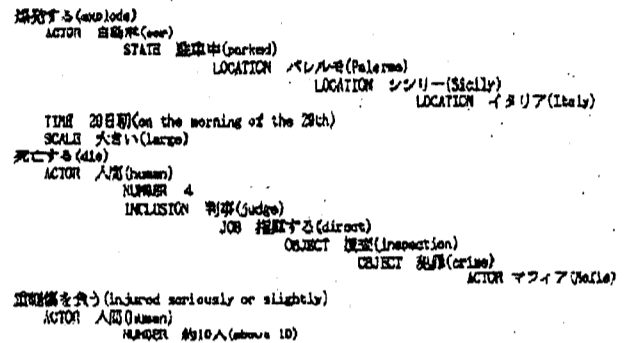 爆発する(explode)
ACTOR 自動車(car)
STATE 駐車中(parked)
LOCATION パレルモ(Palermo)
LOCATION シシリー(Sicily)
LOCATION イタリア(Italy)
TIME 29日朝(on the morning of the 29th)
SCALE 大きい(large)
死亡する(die)
ACTOR 人間(human)
NUMBER 4
INCLUSION 判事(judge)
JOB 指揮する(direct)
OBJECT 捜査(inspection)
OBJECT 犯罪(crime)
ACTOR マフィア(Mafia)
を負う(injured seriously or slightly)
ACTOR 人間(human)
NUMBER 約10人(above 10)